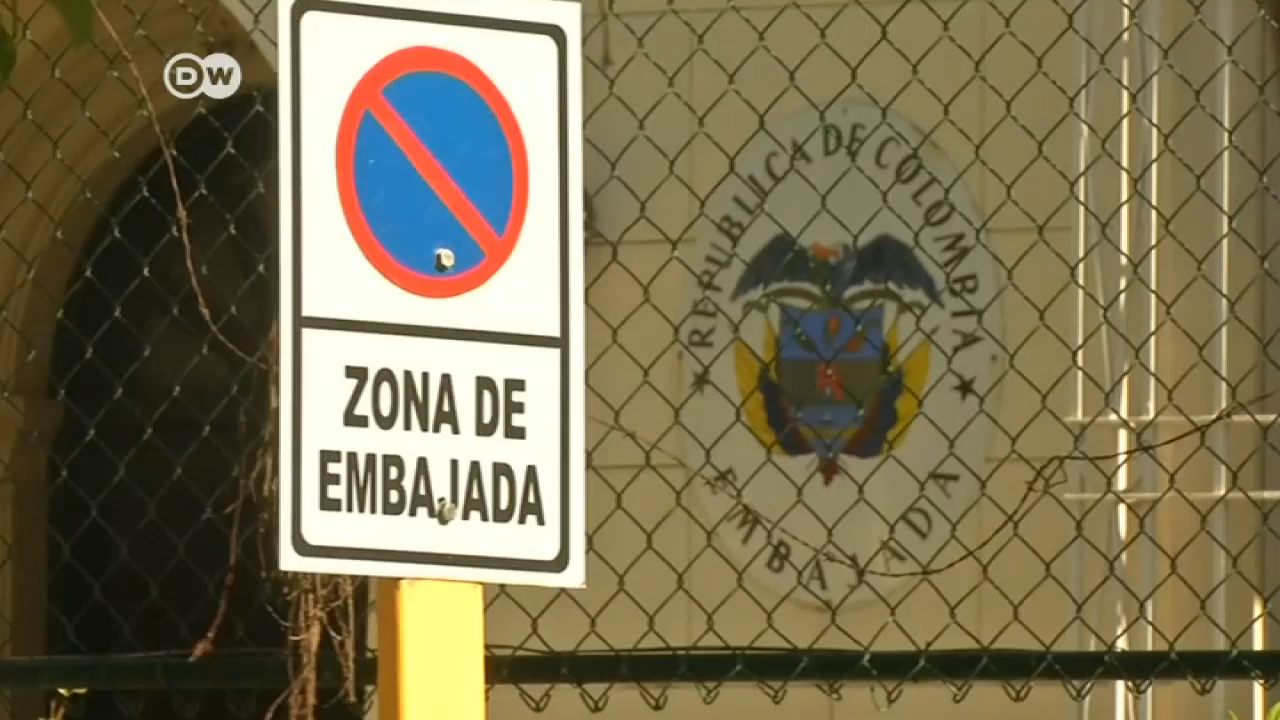 DW
ZONA DE
EMBAJADA
REPUBLICA DE COLOMBIA
EMBAJADA